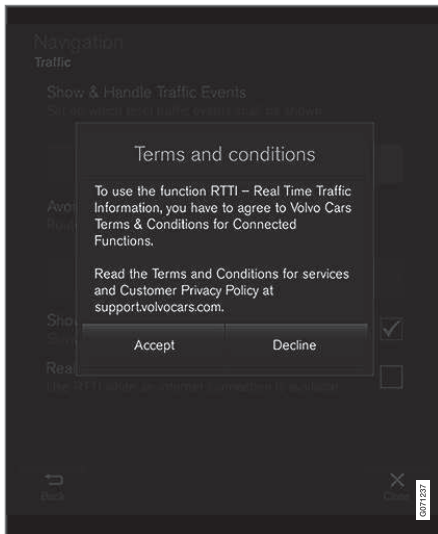 Navigation
Traffic
Show & Handle Traffic Events
Terms and conditions
To use the function RTTI – Real Time Traffic
Information, you have to agree to Volvo Cars
Terms & Conditions for Connected
Functions.
Read the Terms and Conditions for services
and Customer Privacy Policy at
support.volvocars.com.
Accept
Decline
Back
Close
G071237